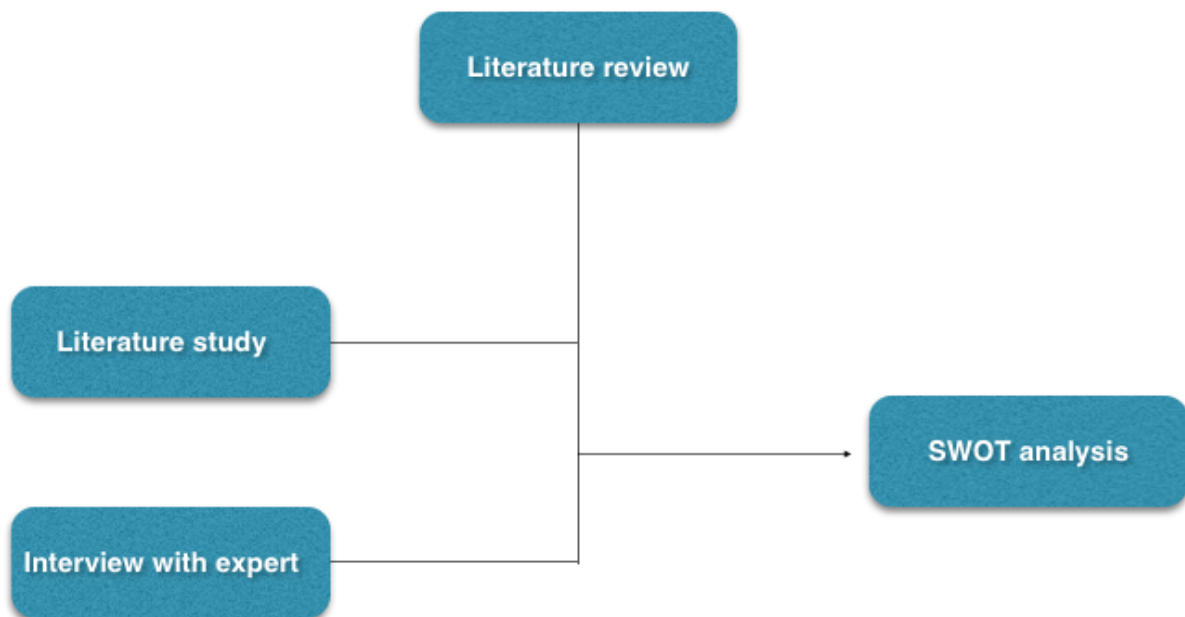 Literature review
Literature study
SWOT analysis
Interview with expert